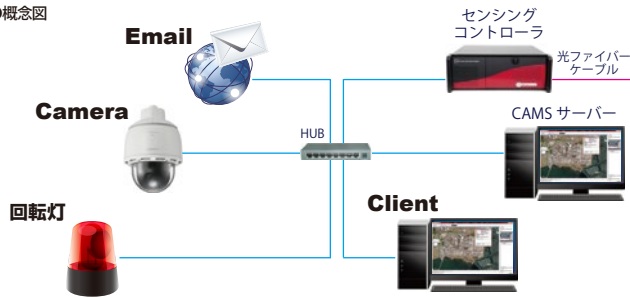 概念図
Email
センシング
コントローラ
光ファイバー
ケーブル
Camera
HUB
CAMS サーバー
回転灯
Client